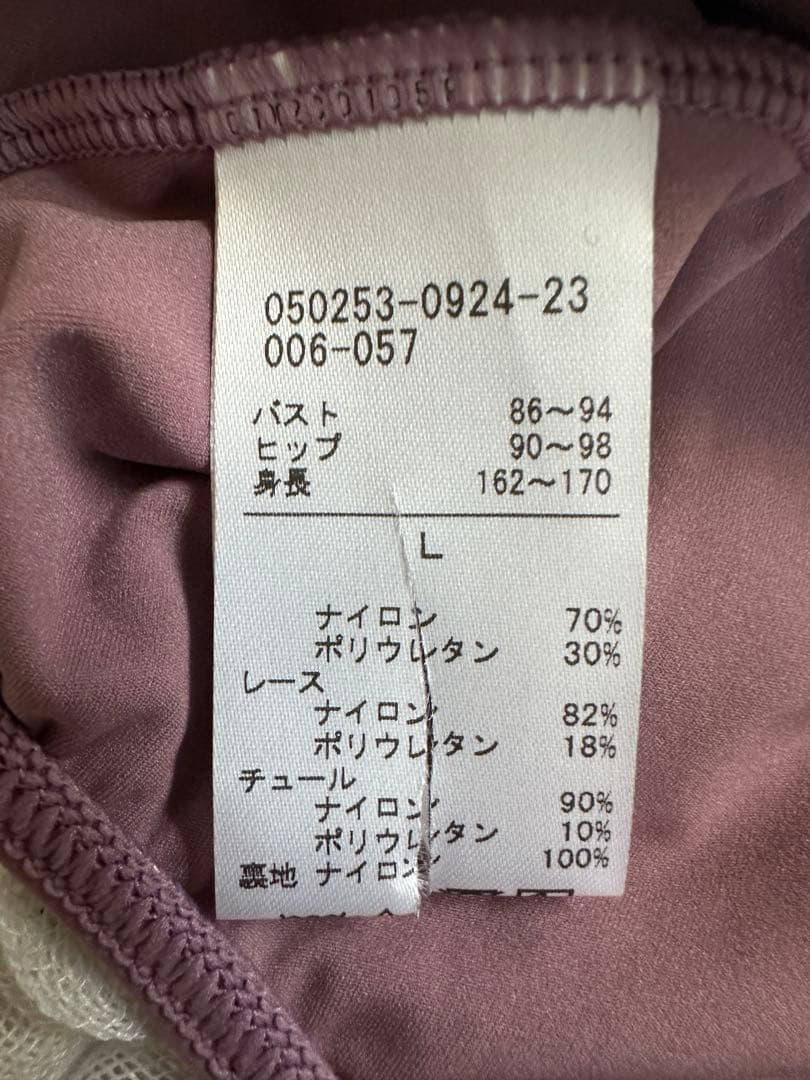 050253-0924-23
006-057
バスト 86〜94
ヒップ 90〜98
身長 162〜170
L
ナイロン 70%
ポリウレタン 30%
レース
ナイロン 82%
ポリウレタン 18%
チュール
ナイロン 90%
ポリウレタン 10%
裏地 ナイロン 100%